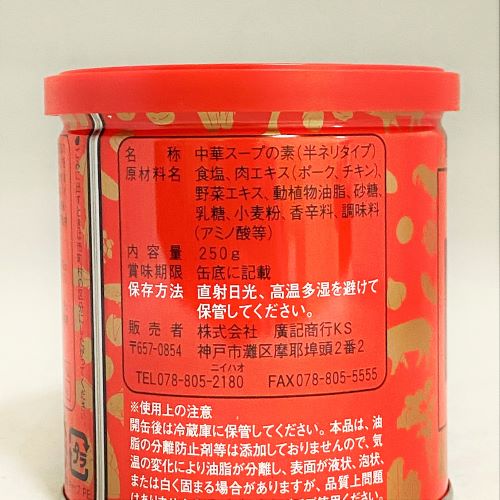 名称 中華スープの素(半ネリタイプ)
原材料名 食塩、肉エキス(ポーク、チキン)、
野菜エキス、動植物油脂、砂糖、
乳糖、小麦粉、香辛料、調味料
(アミノ酸等)
内容量 250g
賞味期限 缶底に記載
保存方法 直射日光、高温多湿を避けて
保管してください。
販売者 株式会社 廣記商行KS
〒657-0854 神戸市灘区摩耶埠頭2番2
ニイハオ
TEL078-805-2180 FAX078-805-5555
※使用上の注意
開缶後は冷蔵庫に保管してください。本品は、油
脂の分離防止剤等は添加しておりませんので、気
温の変化により油脂が分離し、表面が液状、泡状、
または白く固まる場合がありますが、品質上問題